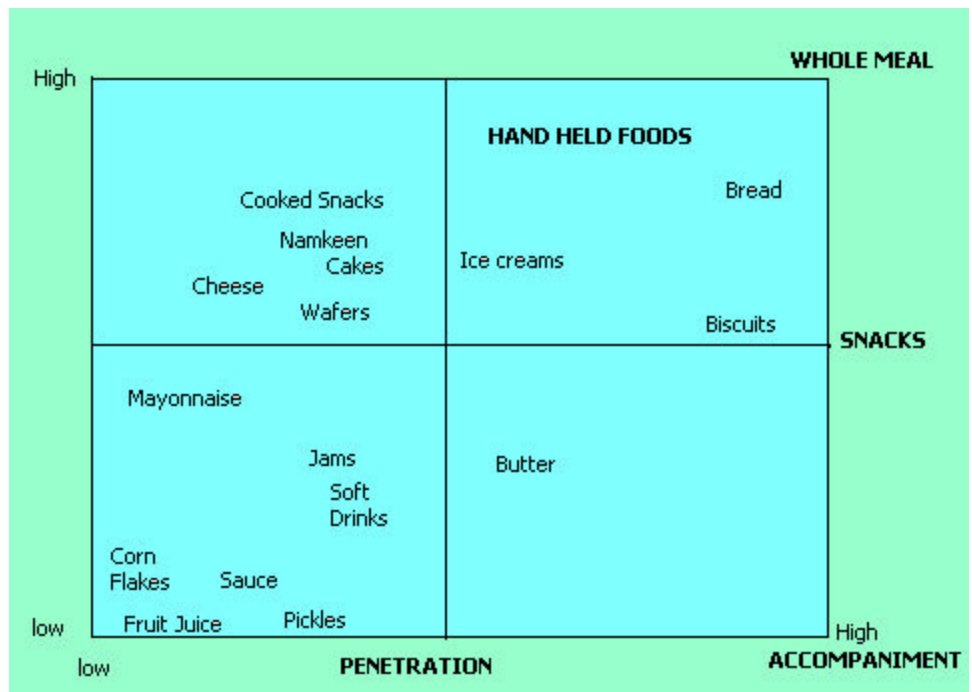 WHOLE MEAL
High
HAND HELD FOODS
Bread
Cooked Snacks
Namkeen
Cakes
Ice creams
Cheese
Wafers
Biscuits
SNACKS
Mayonnaise
Jams
Butter
Soft
Drinks
Corn
Flakes
Sauce
Fruit Juice
Pickles
low
High
low
PENETRATION
ACCOMPANIMENT